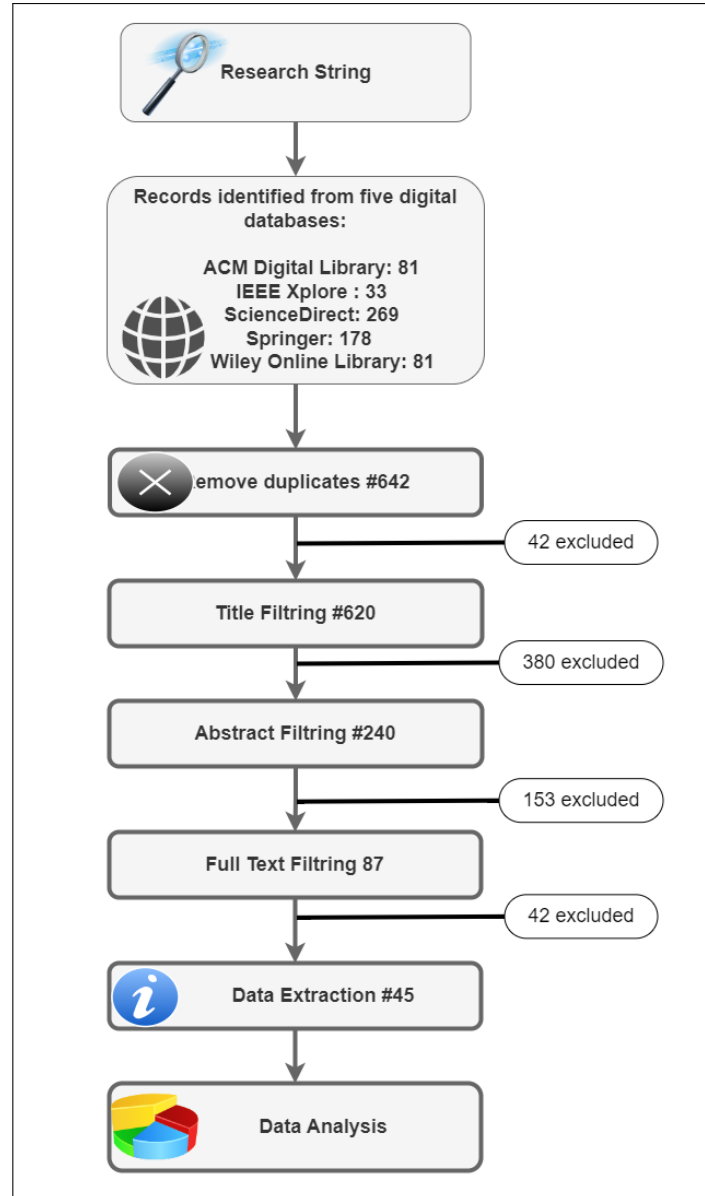 Research String
Records identified from five digital
databases:
ACM Digital Library: 81
IEEE Xplore : 33
ScienceDirect: 269
Springer: 178
Wiley Online Library: 81
emove duplicates #642
42 excluded
Title Filtring #620
380 excluded
Abstract Filtring #240
153 excluded
Full Text Filtring 87
42 excluded
Data Extraction #45
Data Analysis